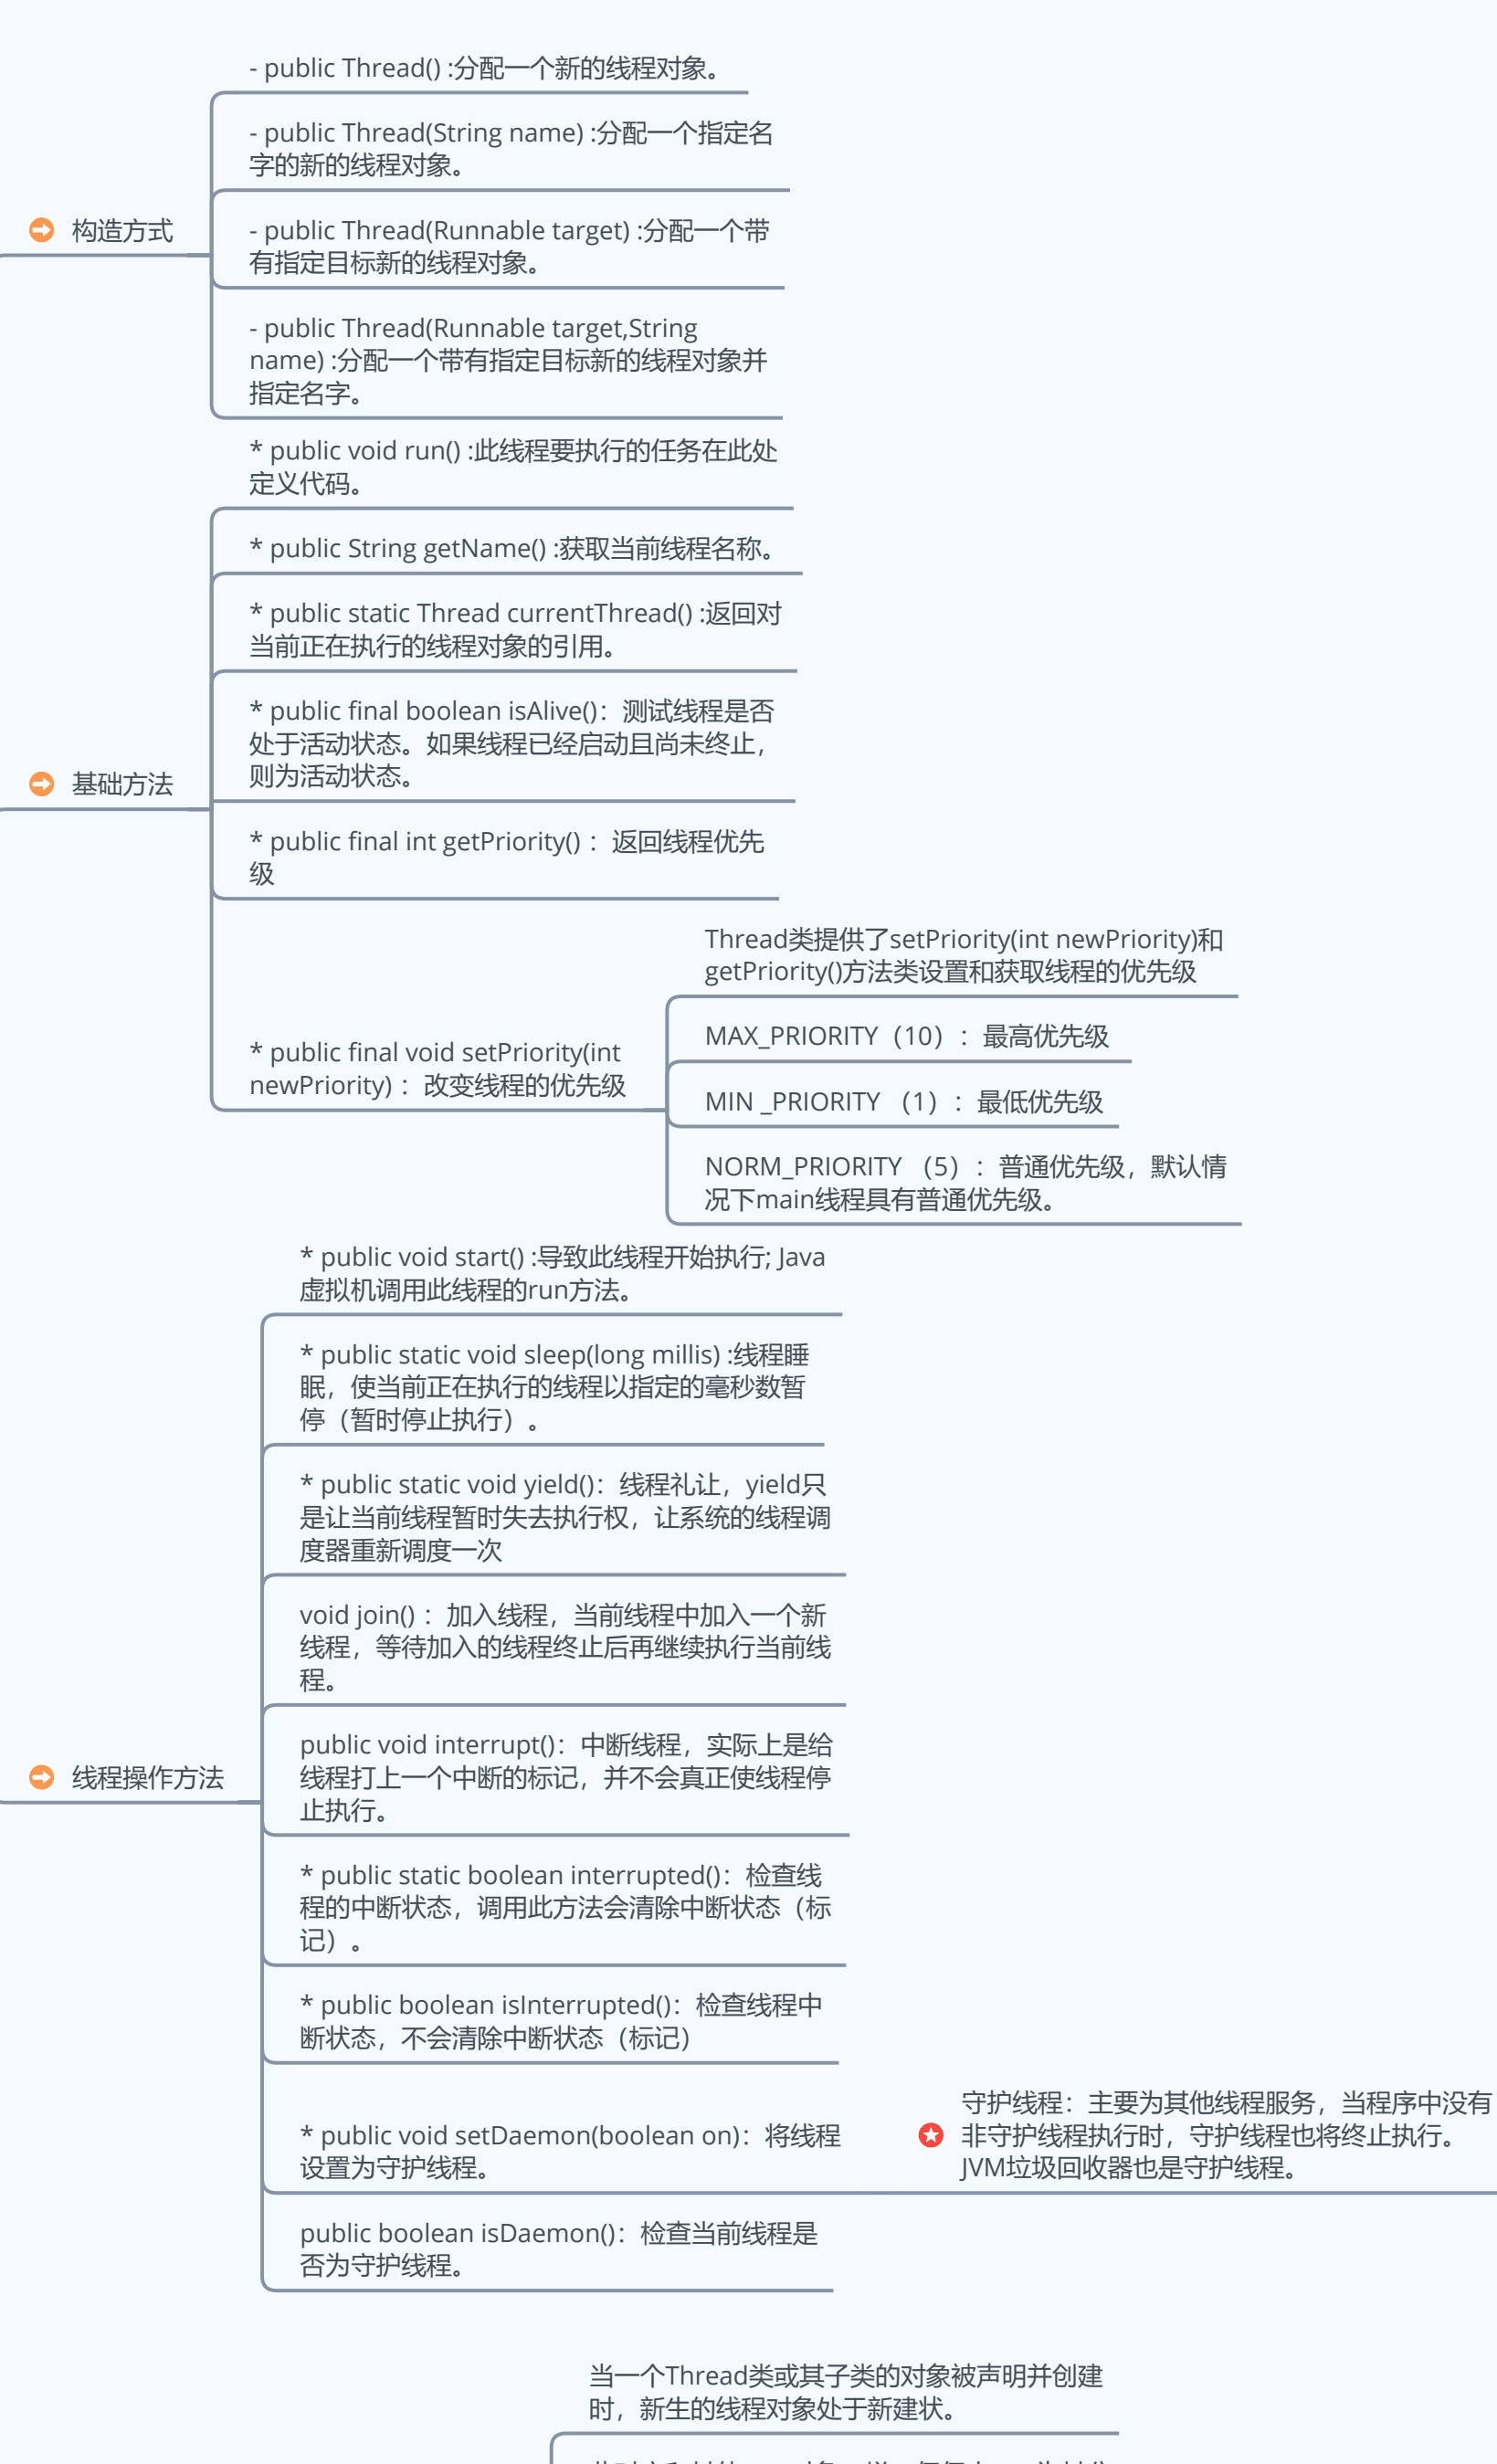 - public Thread() :分配一个新的线程对象。
- public Thread(String name) :分配一个指定名
字的新的线程对象。
构造方式
- public Thread(Runnable target) :分配一个带
有指定目标新的线程对象。
- public Thread(Runnable target,String
name) :分配一个带有指定目标新的线程对象并
指定名字。
* public void run() :此线程要执行的任务在此处
定义代码。
* public String getName() :获取当前线程名称。
* public static Thread currentThread() :返回对
当前正在执行的线程对象的引用。
* public final boolean isAlive()：测试线程是否
处于活动状态。如果线程已经启动且尚未终止，
则为活动状态。
基础方法
* public final int getPriority() ：返回线程优先
级
* public final void setPriority(int
newPriority) ：改变线程的优先级
Thread类提供了setPriority(int newPriority)和
getPriority()方法类设置和获取线程的优先级
MAX_PRIORITY（10）：最高优先级
MIN _PRIORITY （1）：最低优先级
NORM_PRIORITY （5）：普通优先级，默认情
况下main线程具有普通优先级。
* public void start() :导致此线程开始执行; Java
虚拟机调用此线程的run方法。
* public static void sleep(long millis) :线程睡
眠，使当前正在执行的线程以指定的毫秒数暂
停（暂时停止执行）。
* public static void yield()：线程礼让，yield只
是让当前线程暂时失去执行权，让系统的线程调
度器重新调度一次
void join() ：加入线程，当前线程中加入一个新
线程，等待加入的线程终止后再继续执行当前线
程。
线程操作方法
public void interrupt()：中断线程，实际上是给
线程打上一个中断的标记，并不会真正使线程停
止执行。
* public static boolean interrupted()：检查线
程的中断状态，调用此方法会清除中断状态（标
记）。
* public boolean isInterrupted()：检查线程中
断状态，不会清除中断状态（标记）
* public void setDaemon(boolean on)：将线程
设置为守护线程。
守护线程：主要为其他线程服务，当程序中没有
非守护线程执行时，守护线程也将终止执行。
JVM垃圾回收器也是守护线程。
public boolean isDaemon()：检查当前线程是
否为守护线程。
当一个Thread类或其子类的对象被声明并创建
时，新生的线程对象处于新建状。